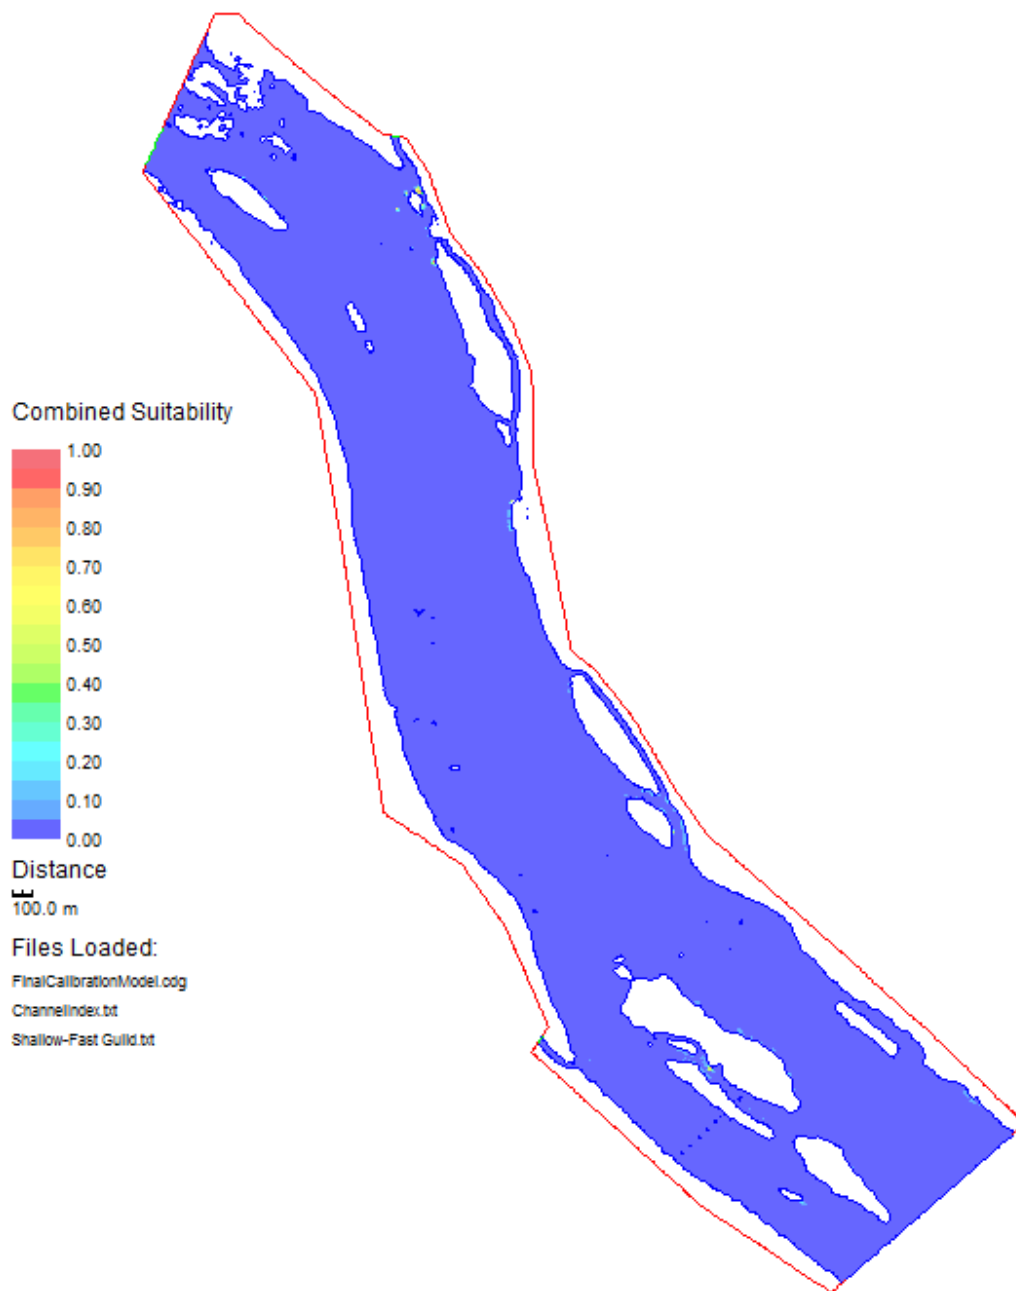 Combined Suitability
1.00
0.90
0.80
0.70
0.60
0.50
0.40
0.30
0.20
0.10
0.00
Distance
100.0 m
Files Loaded:
FinalCalibrationModel.cdg
ChannelIndex.txt
Shallow-Fast Guild.txt